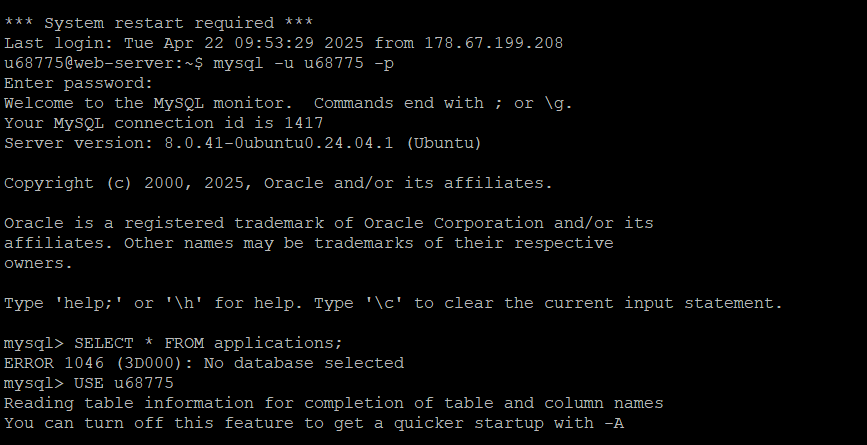 *** System restart required ***
Last login: Tue Apr 22 09:53:29 2025 from 178.67.199.208
u68775@web-server:~$ mysql -u u68775 -p
Enter password:
Welcome to the MySQL monitor.  Commands end with ; or \g.
Your MySQL connection id is 1417
Server version: 8.0.41-0ubuntu0.24.04.1 (Ubuntu)

Copyright (c) 2000, 2025, Oracle and/or its affiliates.

Oracle is a registered trademark of Oracle Corporation and/or its
affiliates. Other names may be trademarks of their respective
owners.

Type 'help;' or '\h' for help. Type '\c' to clear the current input statement.

mysql> SELECT * FROM applications;
ERROR 1046 (3D000): No database selected
mysql> USE u68775
Reading table information for completion of table and column names
You can turn off this feature to get a quicker startup with -A